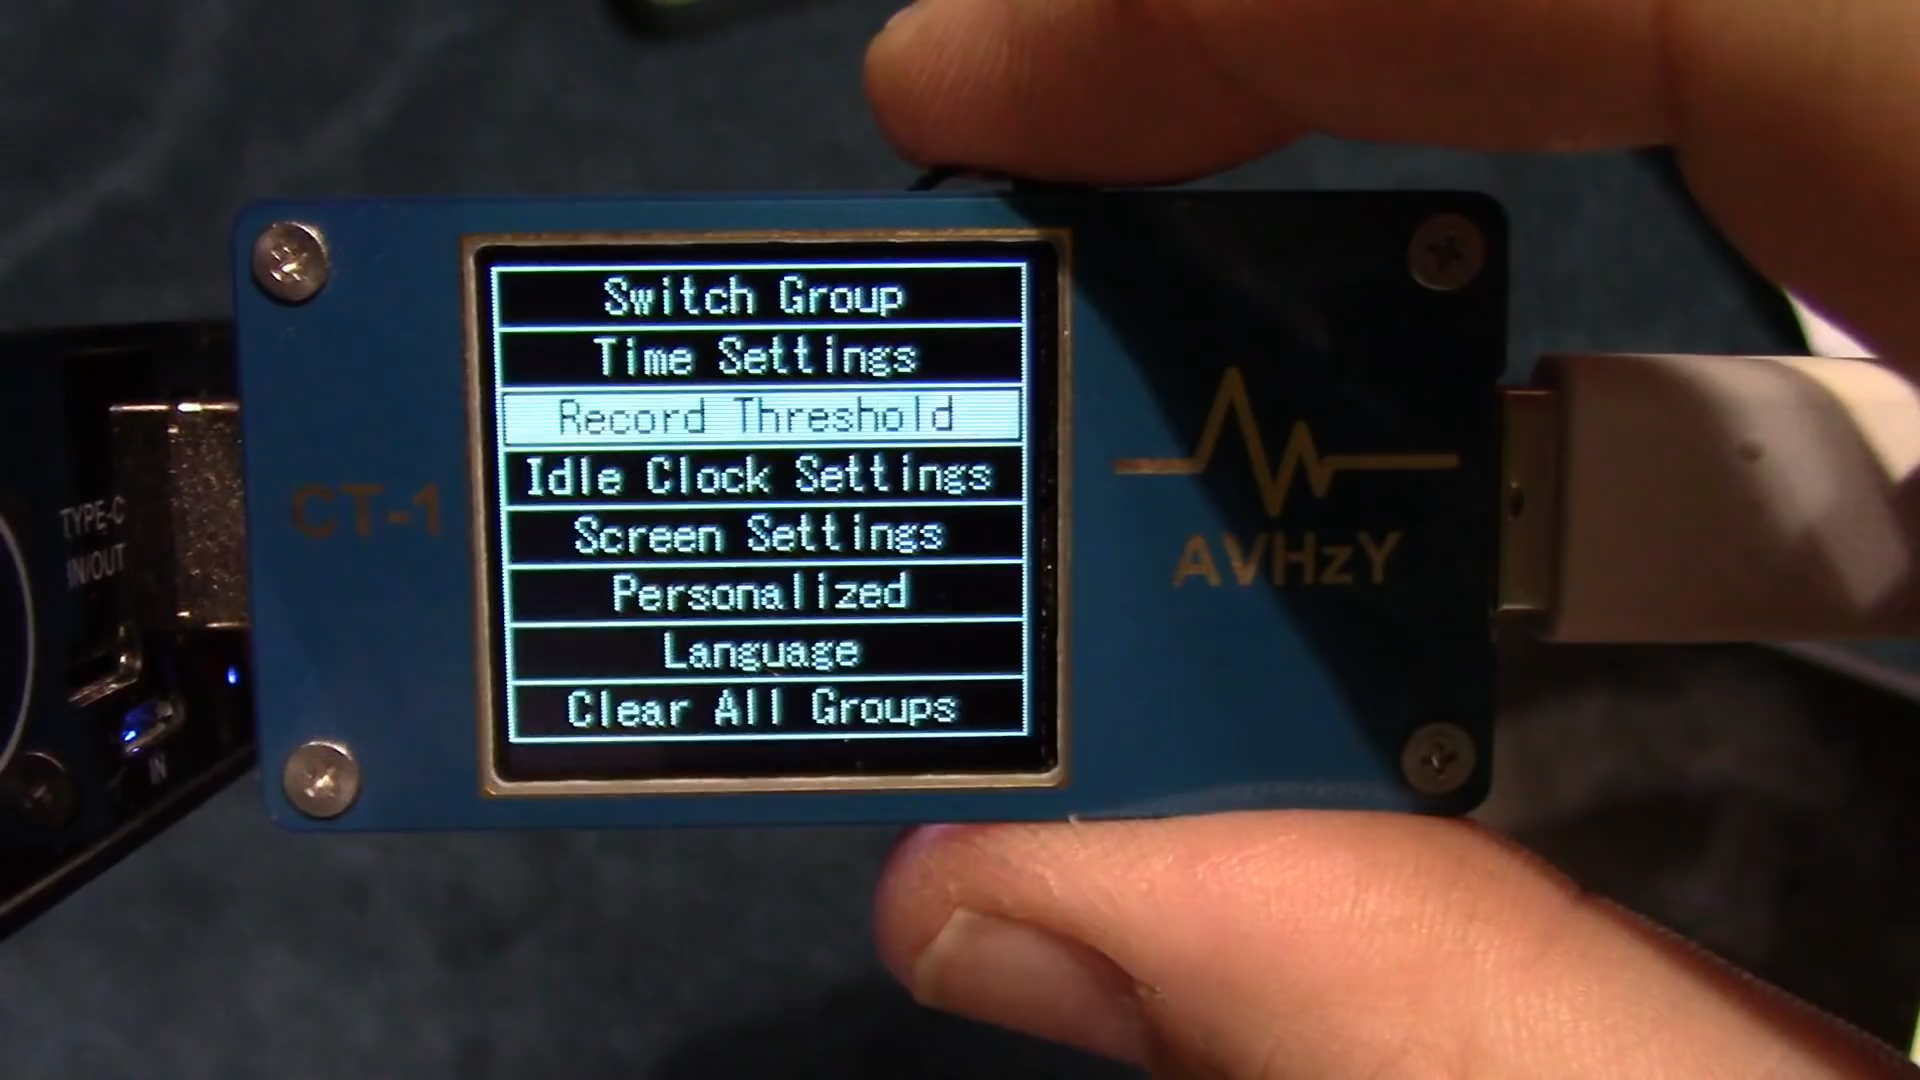 Switch Group
Time Settings
Record Threshold
Idle Clock Settings
Screen Settings
Personalized
Language
Clear All Groups
CT-1
AVHzY
TYPE-C
IN/OUT
IN